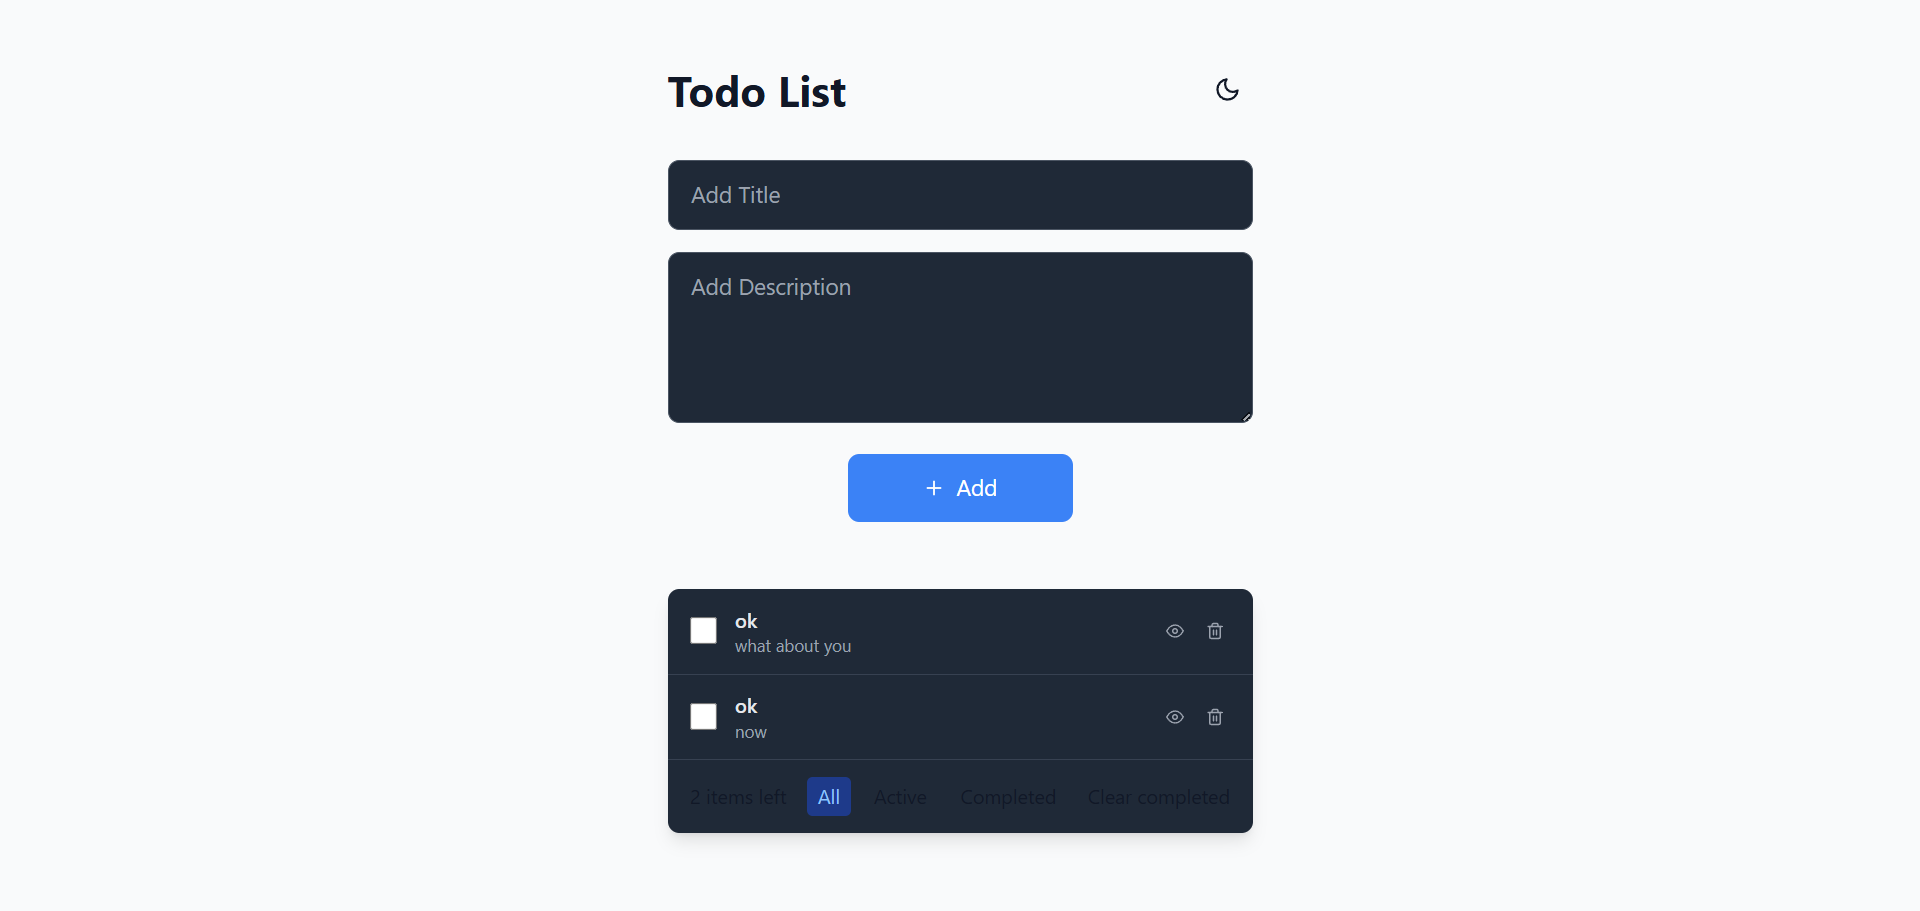 Todo List
Add Title
Add Description
+ Add
ok
what about you
ok
now
2 items left All Active Completed Clear completed